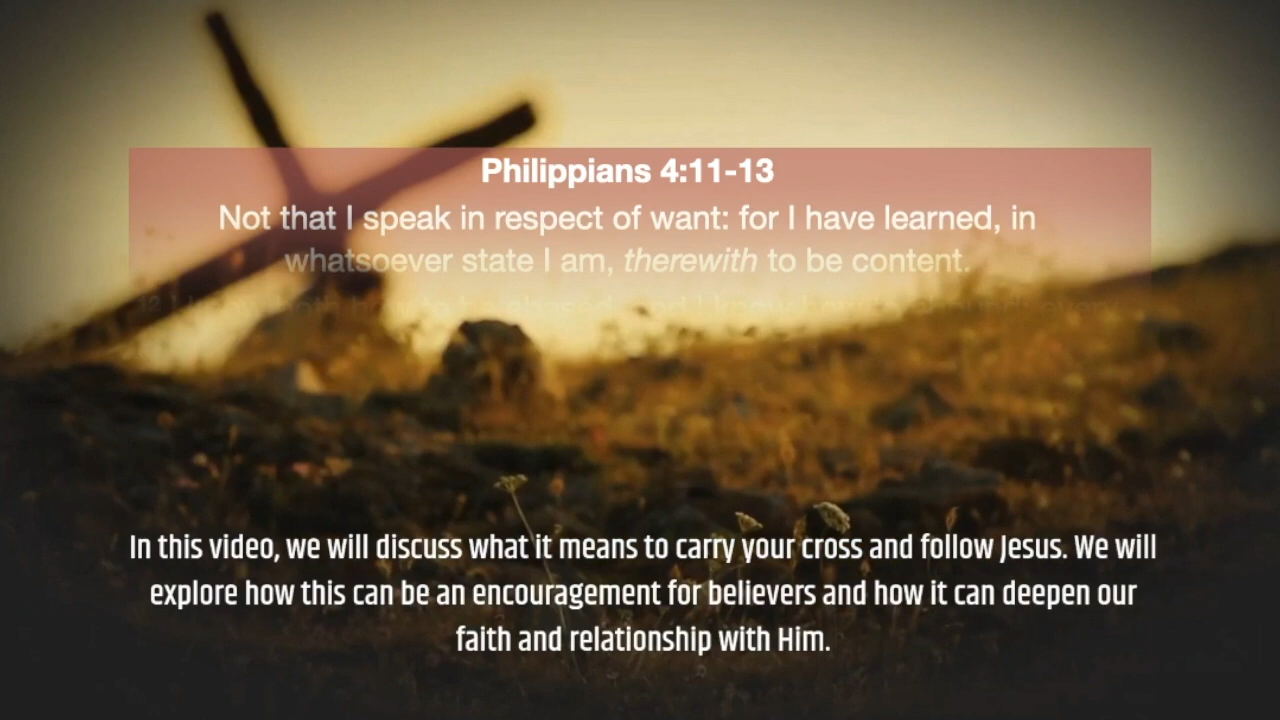 Philippians 4:11-13
Not that I speak in respect of want: for I have learned, in
whatsoever state I am, therewith to be content.
In this video, we will discuss what it means to carry your cross and follow Jesus. We will
explore how this can be an encouragement for believers and how it can deepen our
faith and relationship with Him.